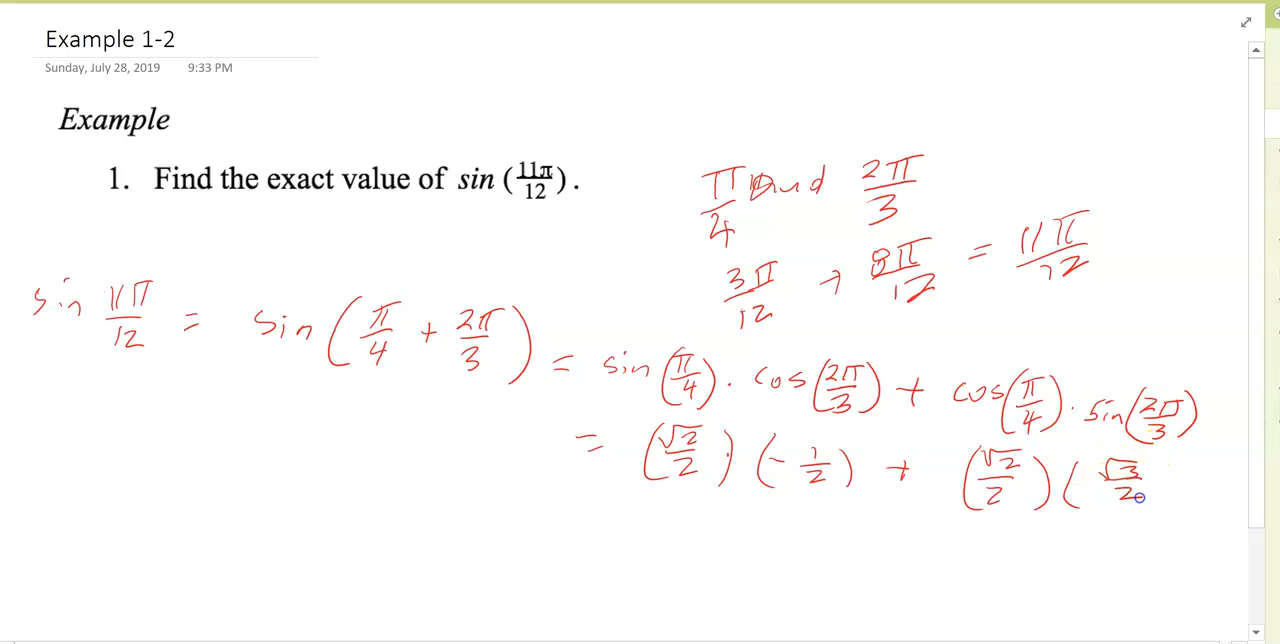 Example 1-2
Sunday, July 28, 2019 9:33 PM
Example
1. Find the exact value of sin (11π/12).
π/4 and 2π/3
3π/12 + 8π/12 = 11π/12
sin 11π/12 = sin(π/4 + 2π/3) = sin(π/4) · cos(2π/3) + cos(π/4) · sin(2π/3)
= (√2/2)(-1/2) + (√2/2)(√3/2